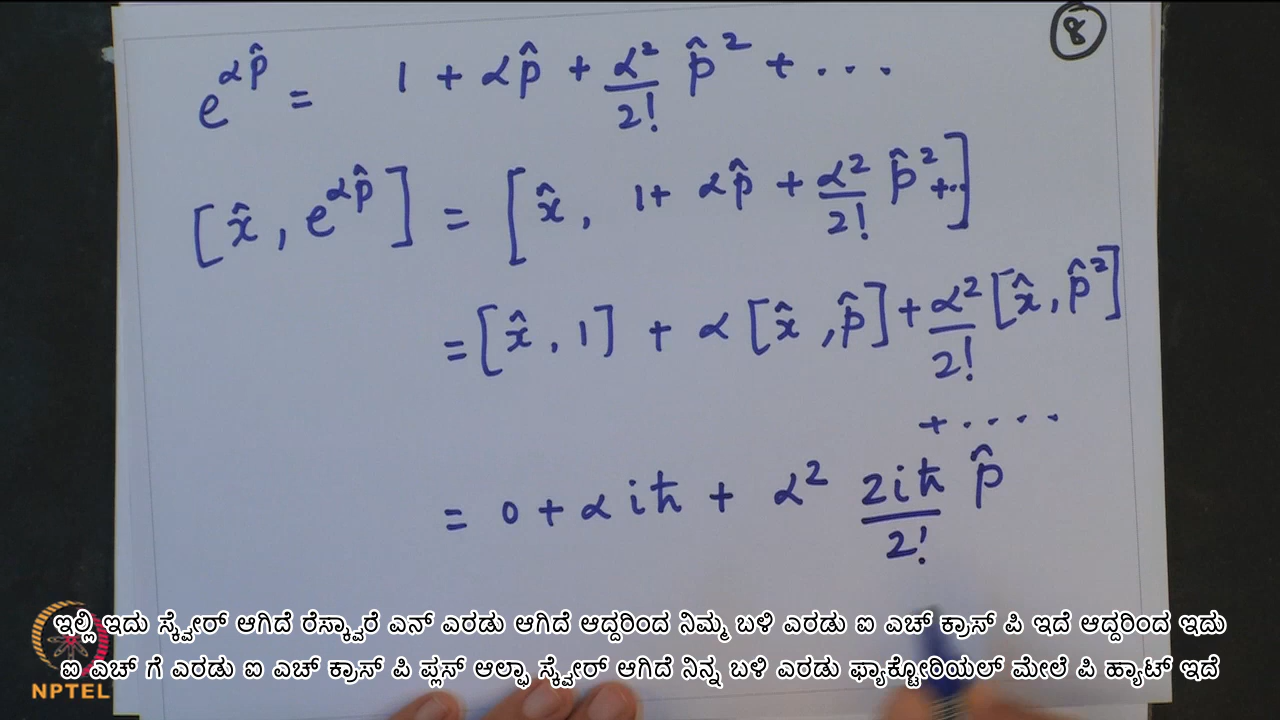 ⑧
e^{αp̂} = 1 + αp̂ + α²/2! p̂² + ...
[x̂, e^{αp̂}] = [x̂, 1 + αp̂ + α²/2! p̂² + ..]
= [x̂, 1] + α [x̂, p̂] + α²/2! [x̂, p̂²]
+ ....
= 0 + α iħ + α² 2iħ/2! p̂
ಇಲ್ಲಿ ಇದು ಸ್ಕ್ವೇರ್ ಆಗಿದೆ ರೆಸ್ಕ್ವಾರೆ ಎನ್ ಎರಡು ಆಗಿದೆ ಆದ್ದರಿಂದ ನಿಮ್ಮ ಬಳಿ ಎರಡು ಐ ಎಚ್ ಕ್ರಾಸ್ ಪಿ ಇದೆ ಆದ್ದರಿಂದ ಇದು
ಐ ಎಚ್ ಗೆ ಎರಡು ಐ ಎಚ್ ಕ್ರಾಸ್ ಪಿ ಪ್ಲಸ್ ಆಲ್ಫಾ ಸ್ಕ್ವೇರ್ ಆಗಿದೆ ನಿನ್ನ ಬಳಿ ಎರಡು ಫ್ಯಾಕ್ಟೋರಿಯಲ್ ಮೇಲೆ ಪಿ ಹ್ಯಾಟ್ ಇದೆ
NPTEL